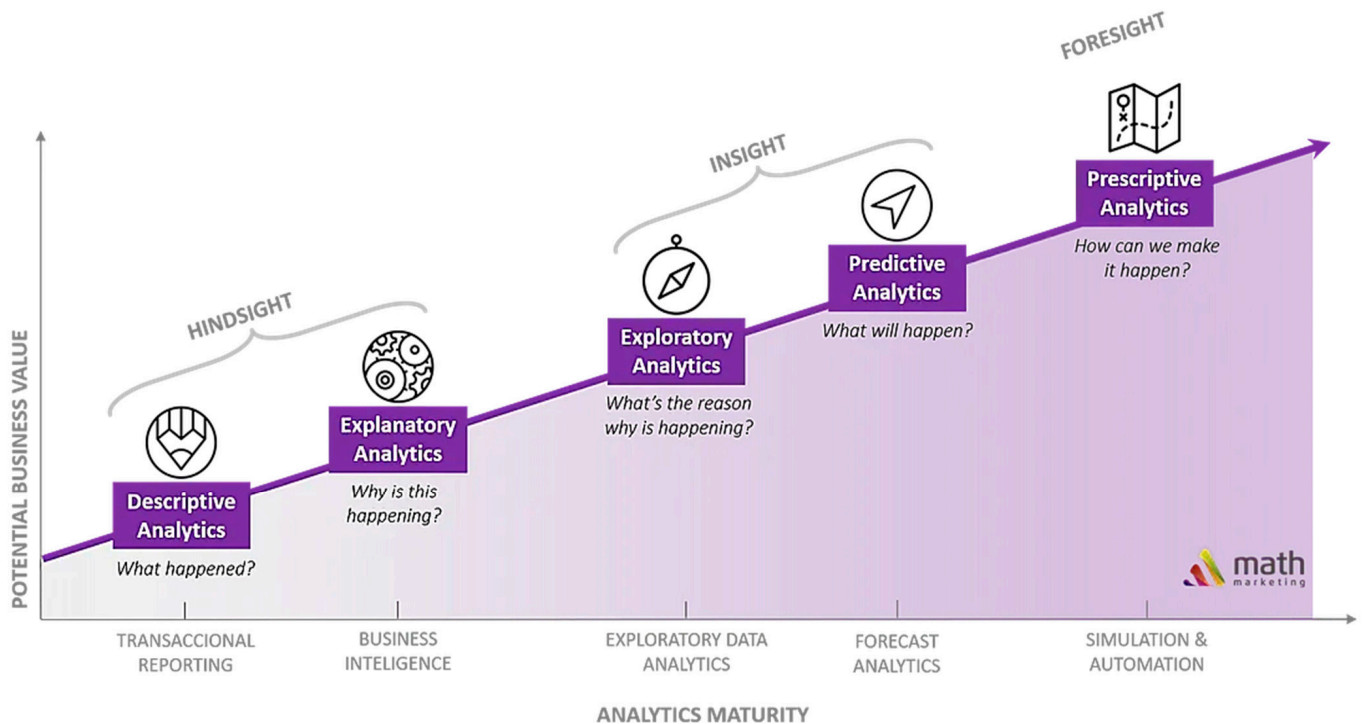 FORESIGHT
INSIGHT
HINDSIGHT
Prescriptive
Analytics
How can we make
it happen?
Predictive
Analytics
What will happen?
Exploratory
Analytics
What's the reason
why is happening?
Explanatory
Analytics
Why is this
happening?
Descriptive
Analytics
What happened?
POTENTIAL BUSINESS VALUE
math
marketing
TRANSACCIONAL
REPORTING
BUSINESS
INTELIGENCE
EXPLORATORY DATA
ANALYTICS
FORECAST
ANALYTICS
SIMULATION &
AUTOMATION
ANALYTICS MATURITY